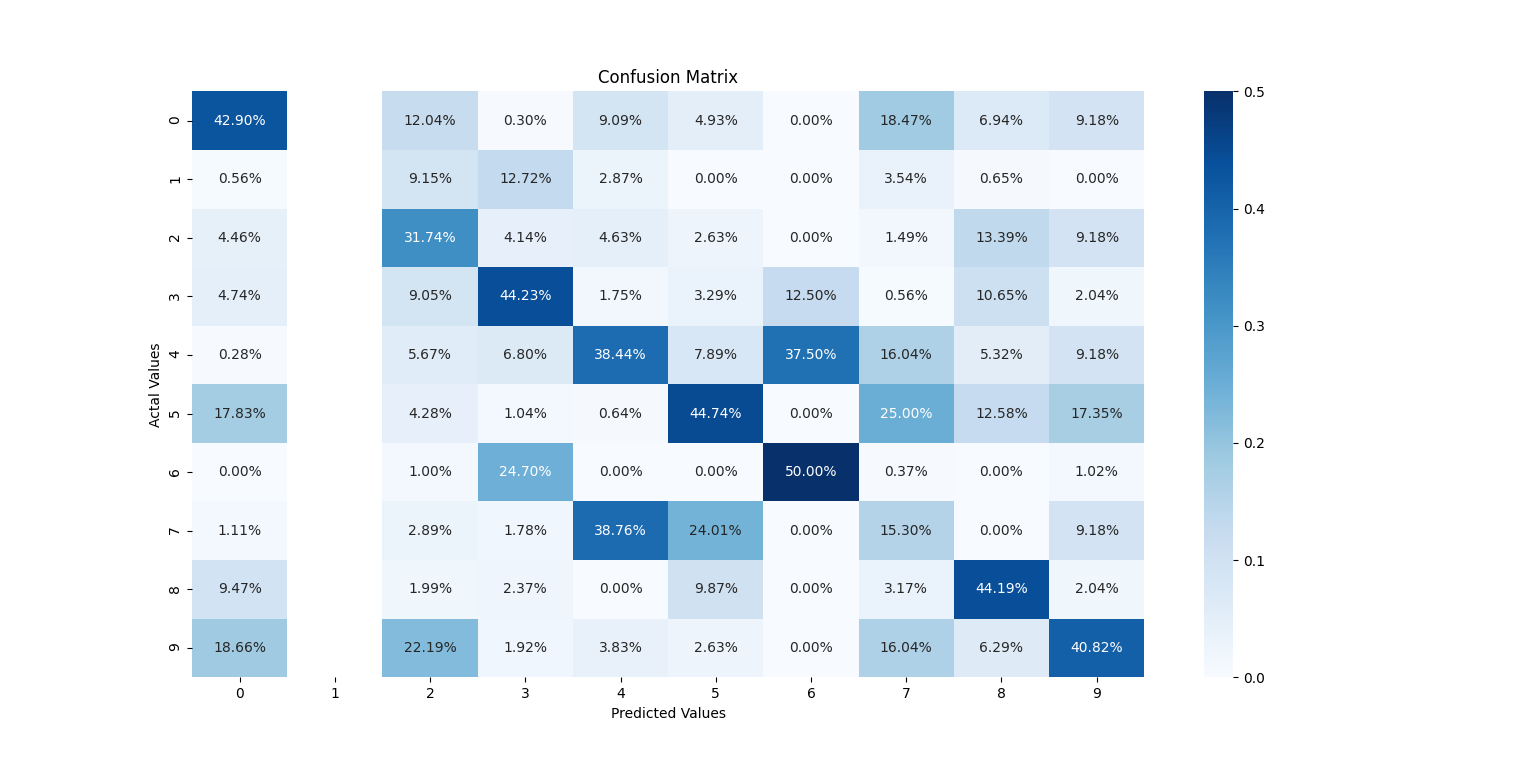 Confusion Matrix
0 42.90% 12.04% 0.30% 9.09% 4.93% 0.00% 18.47% 6.94% 9.18% 0.5
1 0.56% 9.15% 12.72% 2.87% 0.00% 0.00% 3.54% 0.65% 0.00%
2 4.46% 31.74% 4.14% 4.63% 2.63% 0.00% 1.49% 13.39% 9.18% 0.4
3 4.74% 9.05% 44.23% 1.75% 3.29% 12.50% 0.56% 10.65% 2.04% 0.3
4 0.28% 5.67% 6.80% 38.44% 7.89% 37.50% 16.04% 5.32% 9.18%
Actal Values
5 17.83% 4.28% 1.04% 0.64% 44.74% 0.00% 25.00% 12.58% 17.35% 0.2
6 0.00% 1.00% 24.70% 0.00% 0.00% 50.00% 0.37% 0.00% 1.02%
7 1.11% 2.89% 1.78% 38.76% 24.01% 0.00% 15.30% 0.00% 9.18% 0.1
8 9.47% 1.99% 2.37% 0.00% 9.87% 0.00% 3.17% 44.19% 2.04%
9 18.66% 22.19% 1.92% 3.83% 2.63% 0.00% 16.04% 6.29% 40.82% 0.0
0 1 2 3 4 5 6 7 8 9
Predicted Values